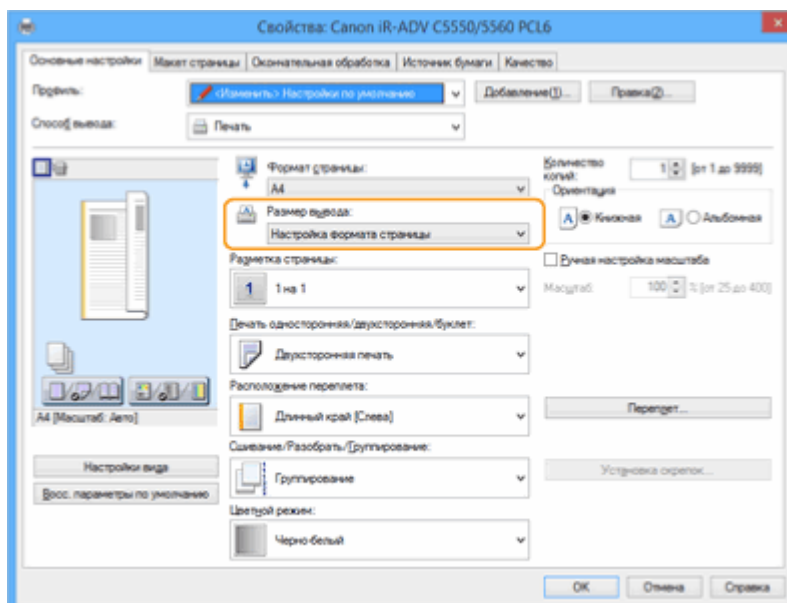 Свойства: Canon iR-ADV C5550/5560 PCL6
Основные настройки Макет страницы Окончательная обработка Источник бумаги Качество
Профиль: <Изменить> Настройки по умолчанию Добавление(1)... Правка(2)...
Способ вывода: Печать
Формат страницы:
A4
Размер вывода:
Настройка формата страницы
Количество копий: 1 [от 1 до 9999]
Ориентация
A Книжная A Альбомная
Разметка страницы:
1 1 на 1
Ручная настройка масштаба
Масштаб: 100 % [от 25 до 400]
Печать односторонняя/двухсторонняя/буклет:
Двухсторонняя печать
A4 [Масштаб: Авто]
Расположение переплета:
Длинный край [Слева]
Переплет...
Сшивание/Разобрать/Группирование:
Группирование
Установка скрепок...
Настройки вида
Восс. параметры по умолчанию
Цветной режим:
Черно-белый
OK Отмена Справка